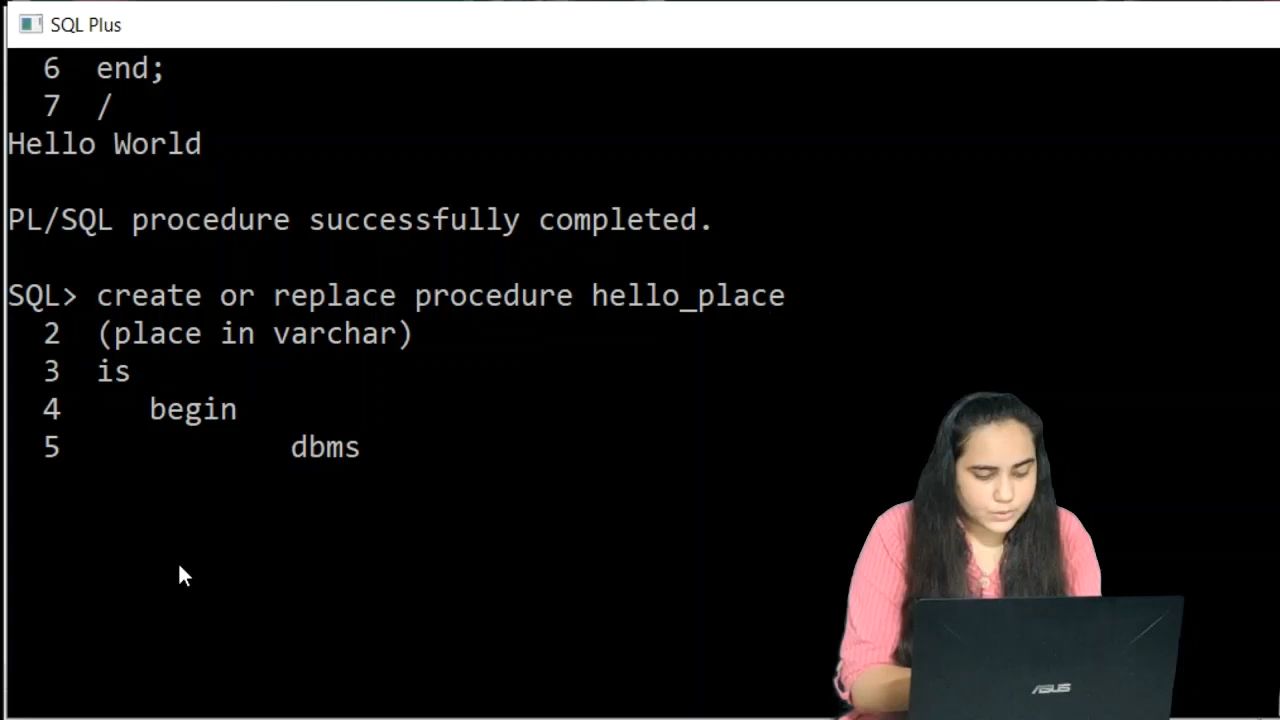 SQL Plus
6 end;
7 /
Hello World
PL/SQL procedure successfully completed.
SQL> create or replace procedure hello_place
2 (place in varchar)
3 is
4 begin
5 dbms
ASUS